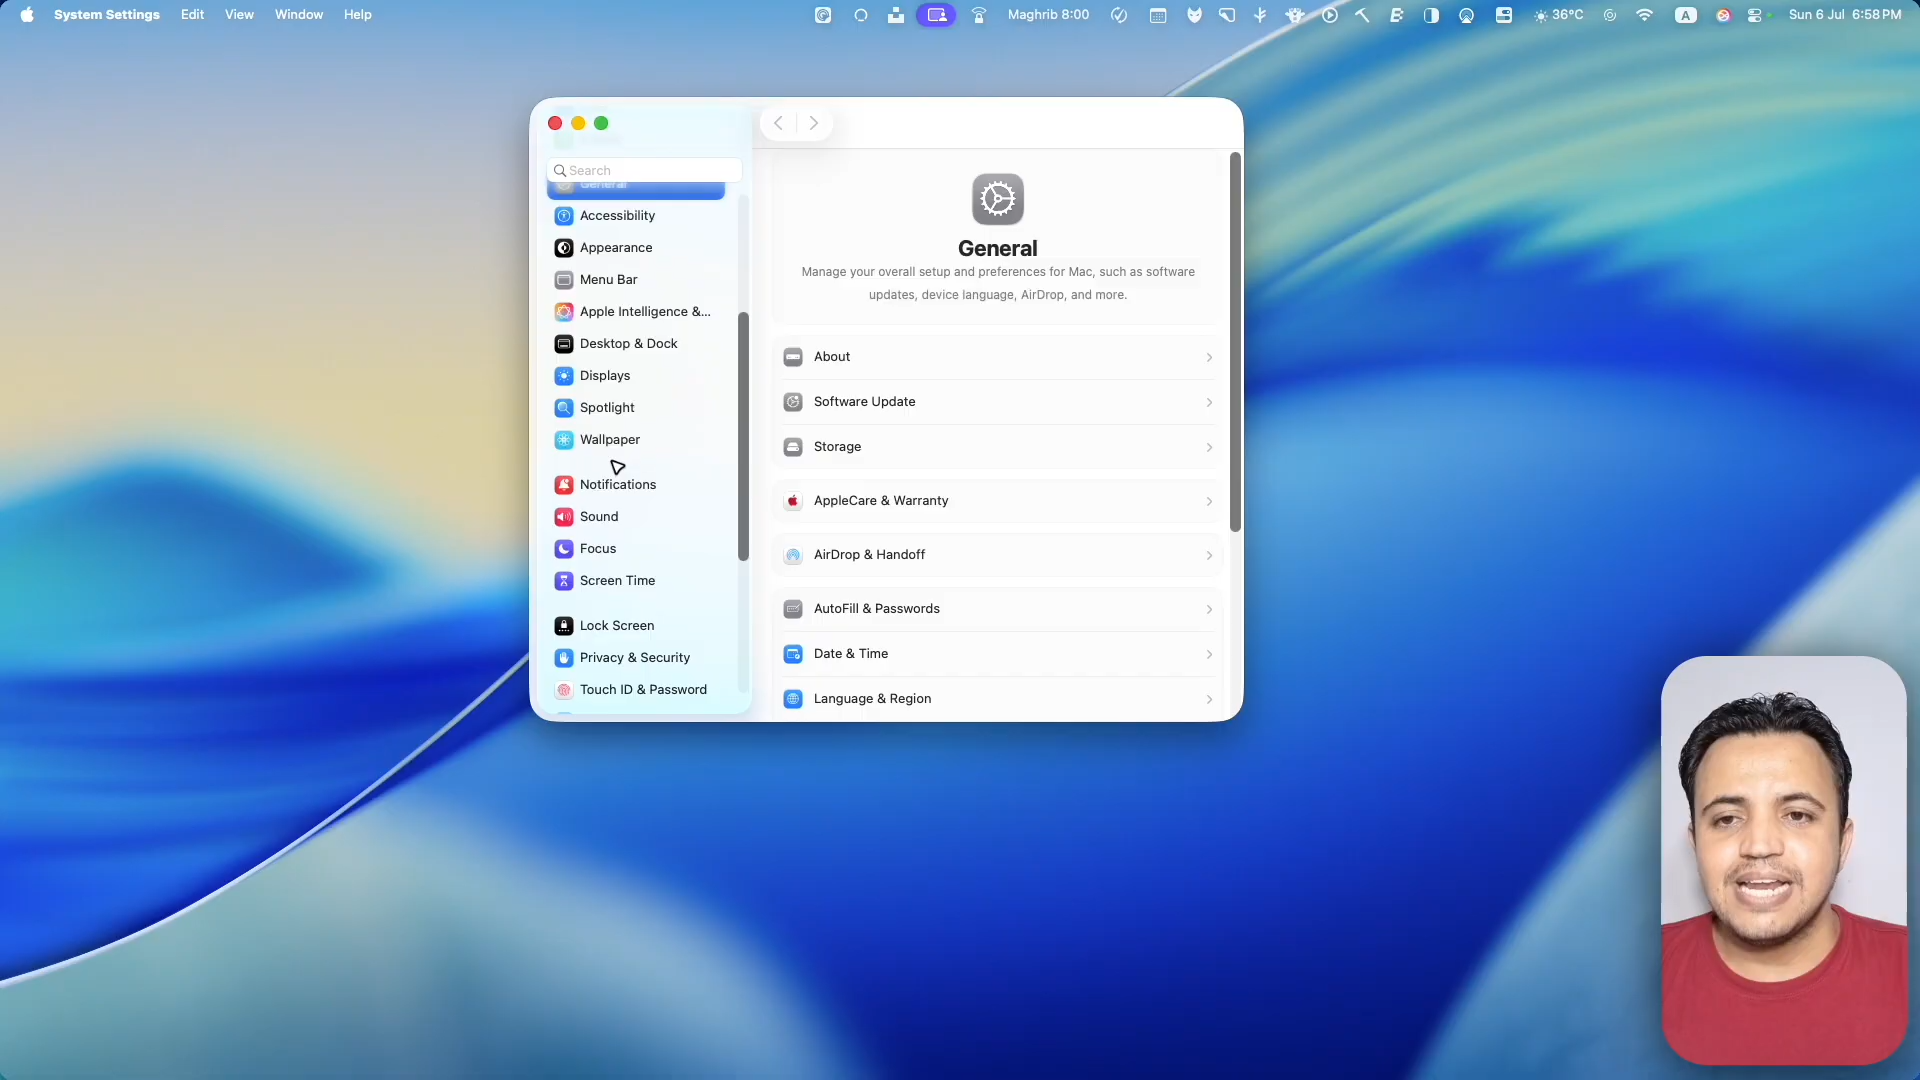 System Settings Edit View Window Help
Maghrib 8:00 A 36°C Sun 6 Jul 6:58 PM
Search
General
Accessibility
Appearance
Menu Bar
Apple Intelligence &...
Desktop & Dock
Displays
Spotlight
Wallpaper
Notifications
Sound
Focus
Screen Time
Lock Screen
Privacy & Security
Touch ID & Password
General
Manage your overall setup and preferences for Mac, such as software
updates, device language, AirDrop, and more.
About
Software Update
Storage
AppleCare & Warranty
AirDrop & Handoff
AutoFill & Passwords
Date & Time
Language & Region